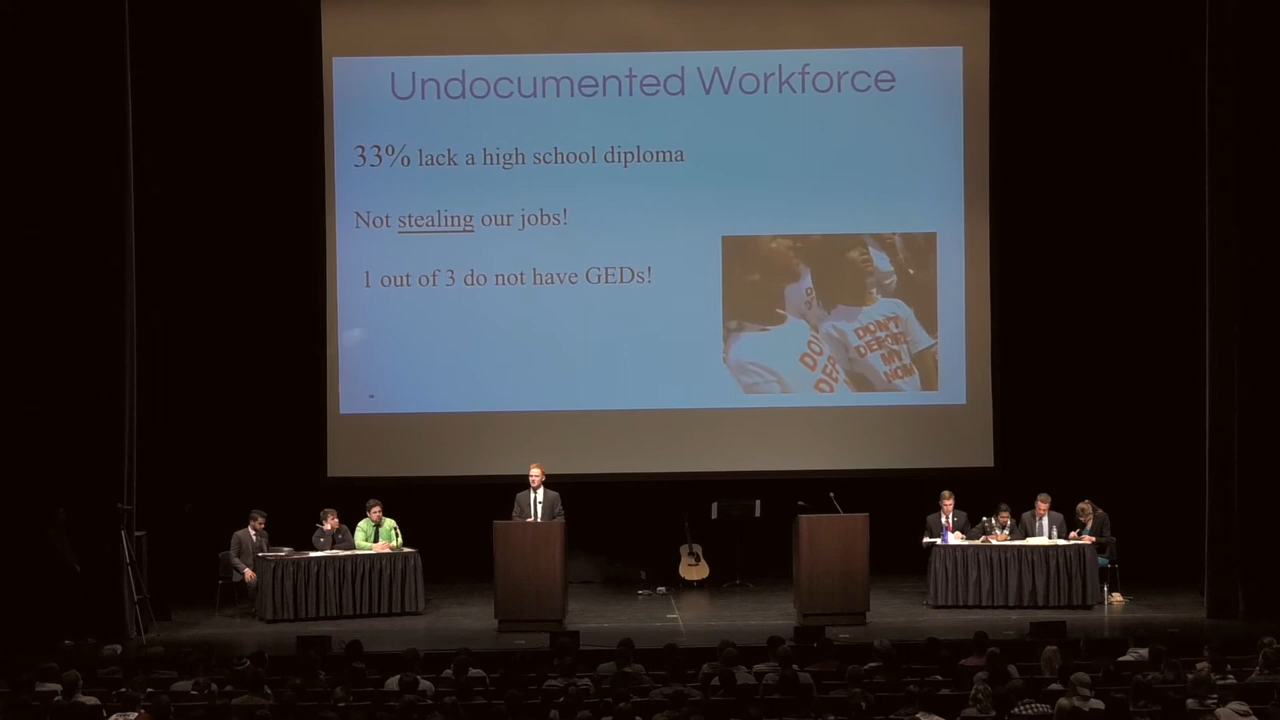 Undocumented Workforce
33% lack a high school diploma
Not stealing our jobs!
1 out of 3 do not have GEDs!
DON'T
DEPORT
MY
MOM
DEP